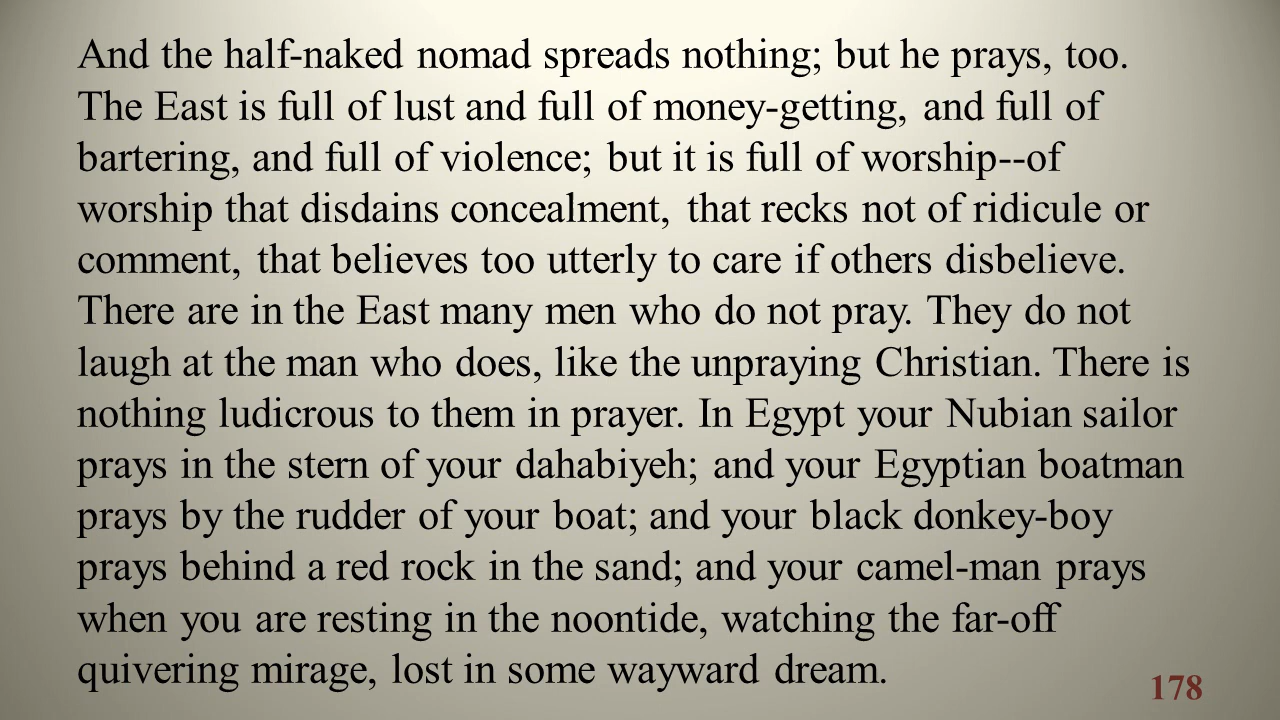 And the half-naked nomad spreads nothing; but he prays, too.
The East is full of lust and full of money-getting, and full of
bartering, and full of violence; but it is full of worship--of
worship that disdains concealment, that recks not of ridicule or
comment, that believes too utterly to care if others disbelieve.
There are in the East many men who do not pray. They do not
laugh at the man who does, like the unpraying Christian. There is
nothing ludicrous to them in prayer. In Egypt your Nubian sailor
prays in the stern of your dahabiyeh; and your Egyptian boatman
prays by the rudder of your boat; and your black donkey-boy
prays behind a red rock in the sand; and your camel-man prays
when you are resting in the noontide, watching the far-off
quivering mirage, lost in some wayward dream.
178